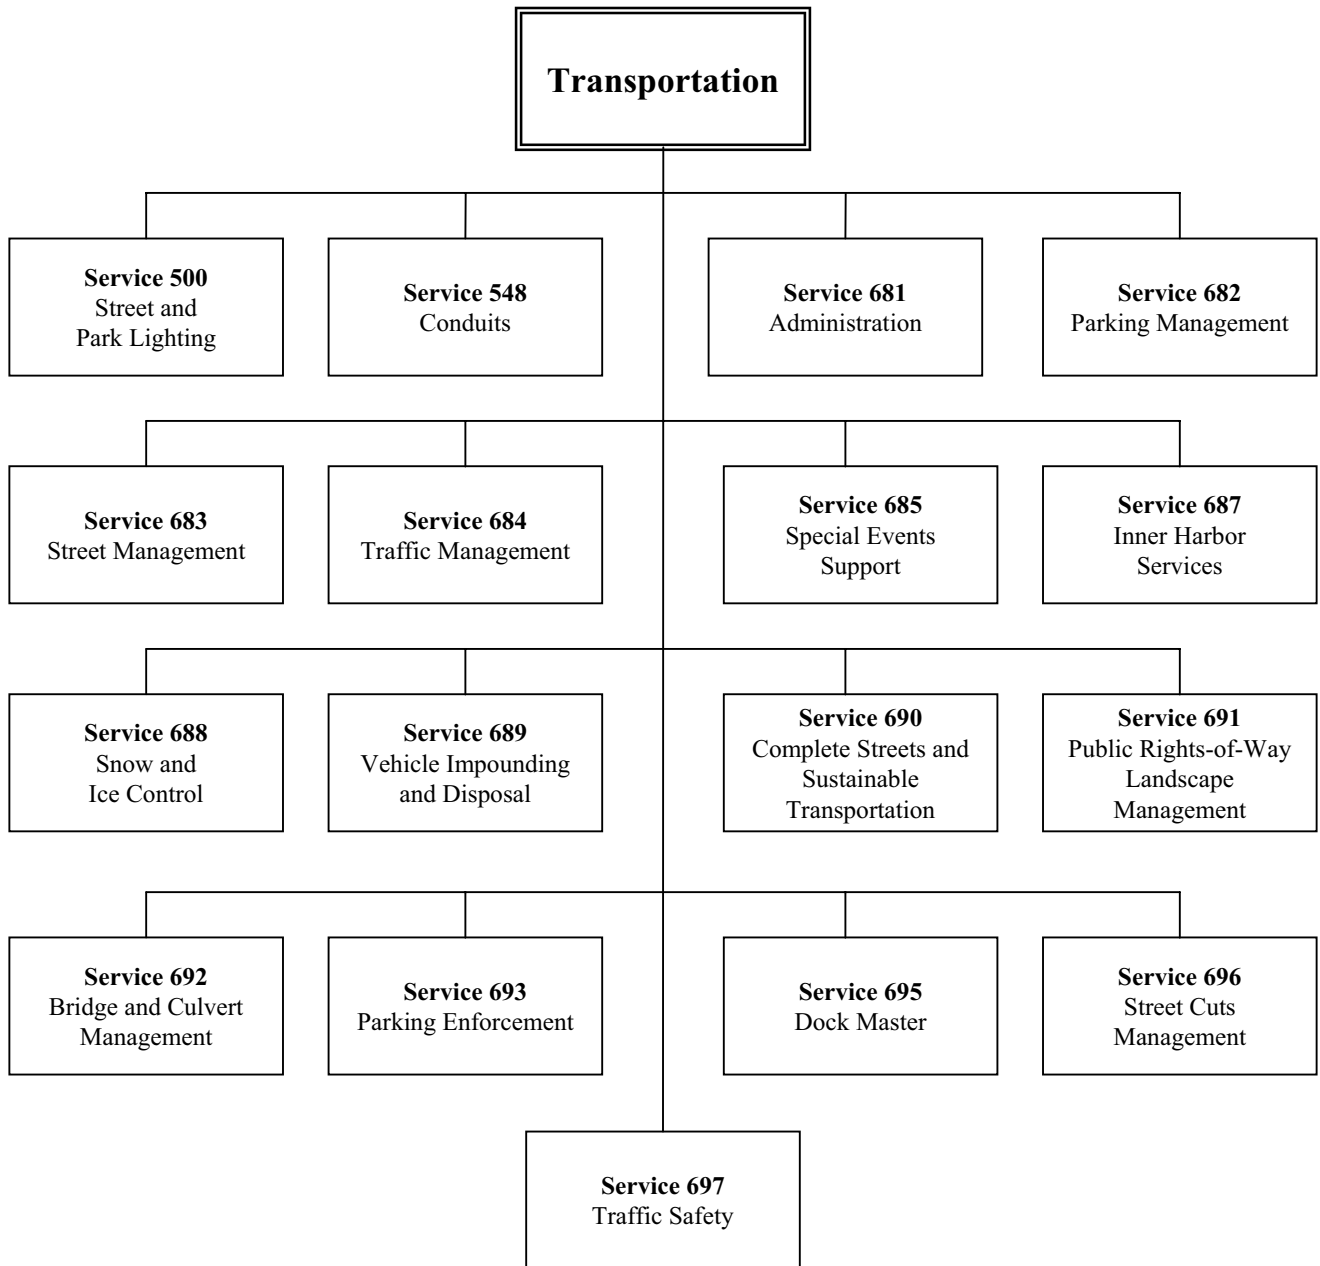 Transportation
Service 500
Street and
Park Lighting
Service 548
Conduits
Service 681
Administration
Service 682
Parking Management
Service 683
Street Management
Service 684
Traffic Management
Service 685
Special Events
Support
Service 687
Inner Harbor
Services
Service 688
Snow and
Ice Control
Service 689
Vehicle Impounding
and Disposal
Service 690
Complete Streets and
Sustainable
Transportation
Service 691
Public Rights-of-Way
Landscape
Management
Service 692
Bridge and Culvert
Management
Service 693
Parking Enforcement
Service 695
Dock Master
Service 696
Street Cuts
Management
Service 697
Traffic Safety